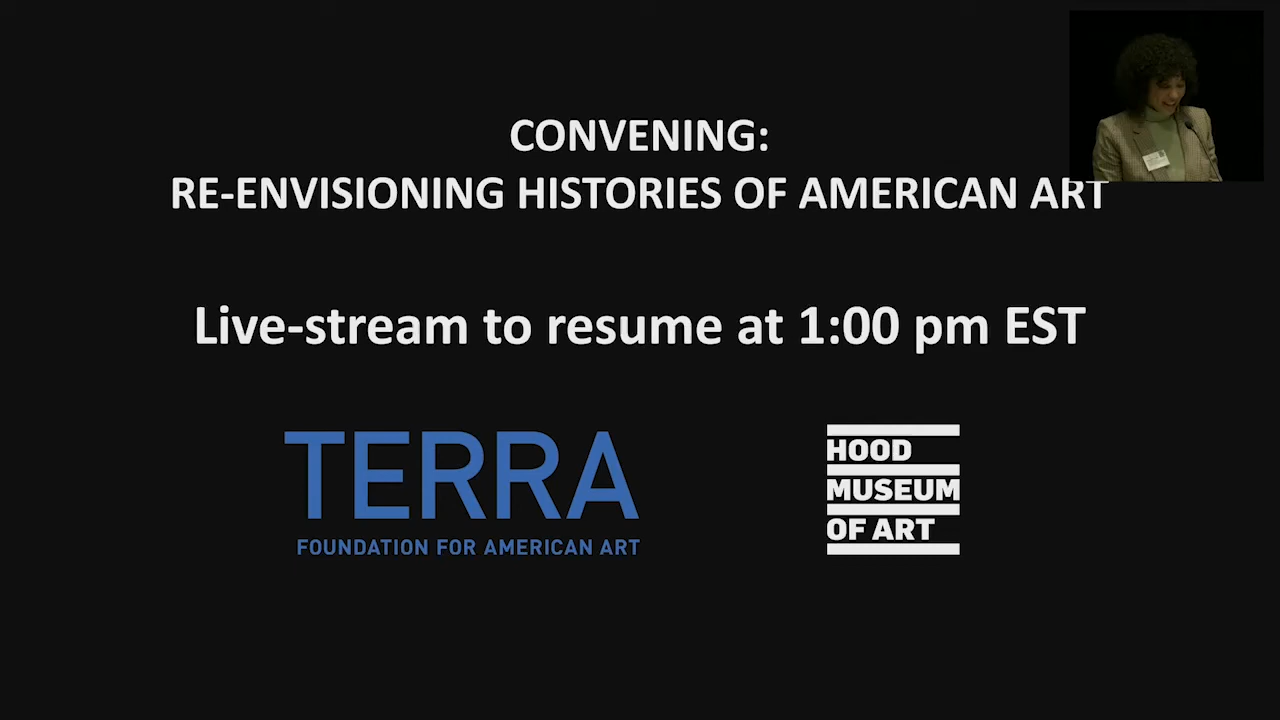 CONVENING:
RE-ENVISIONING HISTORIES OF AMERICAN ART
Live-stream to resume at 1:00 pm EST
TERRA
FOUNDATION FOR AMERICAN ART
HOOD
MUSEUM
OF ART